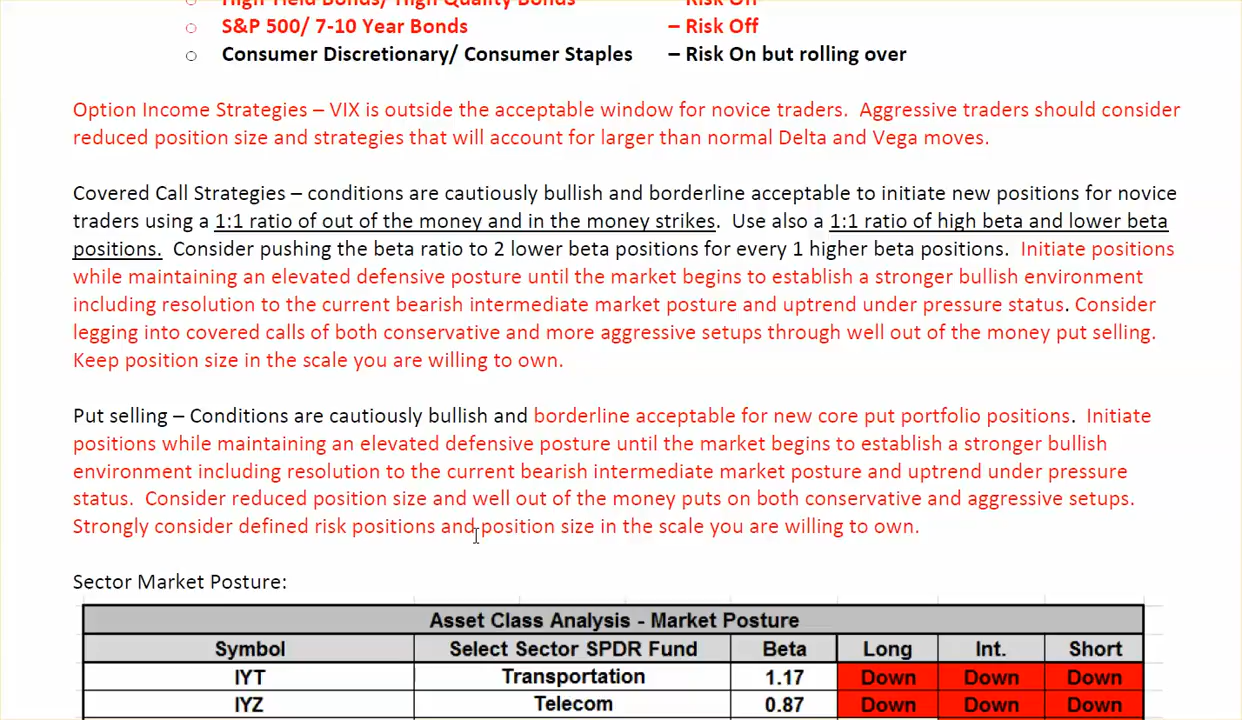 High Yield Bonds/ High Quality Bonds – Risk Off
S&P 500/ 7-10 Year Bonds – Risk Off
Consumer Discretionary/ Consumer Staples – Risk On but rolling over
Option Income Strategies – VIX is outside the acceptable window for novice traders.  Aggressive traders should consider
reduced position size and strategies that will account for larger than normal Delta and Vega moves.
Covered Call Strategies – conditions are cautiously bullish and borderline acceptable to initiate new positions for novice
traders using a 1:1 ratio of out of the money and in the money strikes.  Use also a 1:1 ratio of high beta and lower beta
positions.  Consider pushing the beta ratio to 2 lower beta positions for every 1 higher beta positions.  Initiate positions
while maintaining an elevated defensive posture until the market begins to establish a stronger bullish environment
including resolution to the current bearish intermediate market posture and uptrend under pressure status. Consider
legging into covered calls of both conservative and more aggressive setups through well out of the money put selling.
Keep position size in the scale you are willing to own.
Put selling – Conditions are cautiously bullish and borderline acceptable for new core put portfolio positions.  Initiate
positions while maintaining an elevated defensive posture until the market begins to establish a stronger bullish
environment including resolution to the current bearish intermediate market posture and uptrend under pressure
status.  Consider reduced position size and well out of the money puts on both conservative and aggressive setups.
Strongly consider defined risk positions and position size in the scale you are willing to own.
Sector Market Posture:
Asset Class Analysis - Market Posture
Symbol Select Sector SPDR Fund Beta Long Int. Short
IYT Transportation 1.17 Down Down Down
IYZ Telecom 0.87 Down Down Down